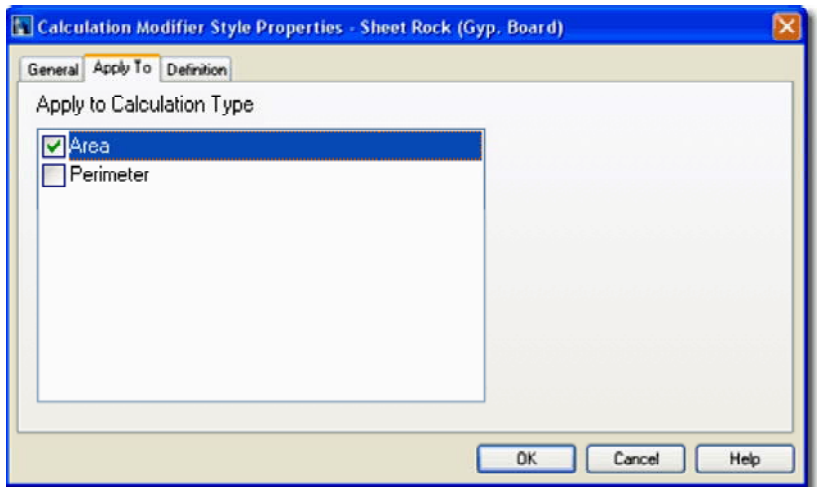 Calculation Modifier Style Properties - Sheet Rock (Gyp. Board)
General Apply To Definition
Apply to Calculation Type
Area
Perimeter
OK Cancel Help